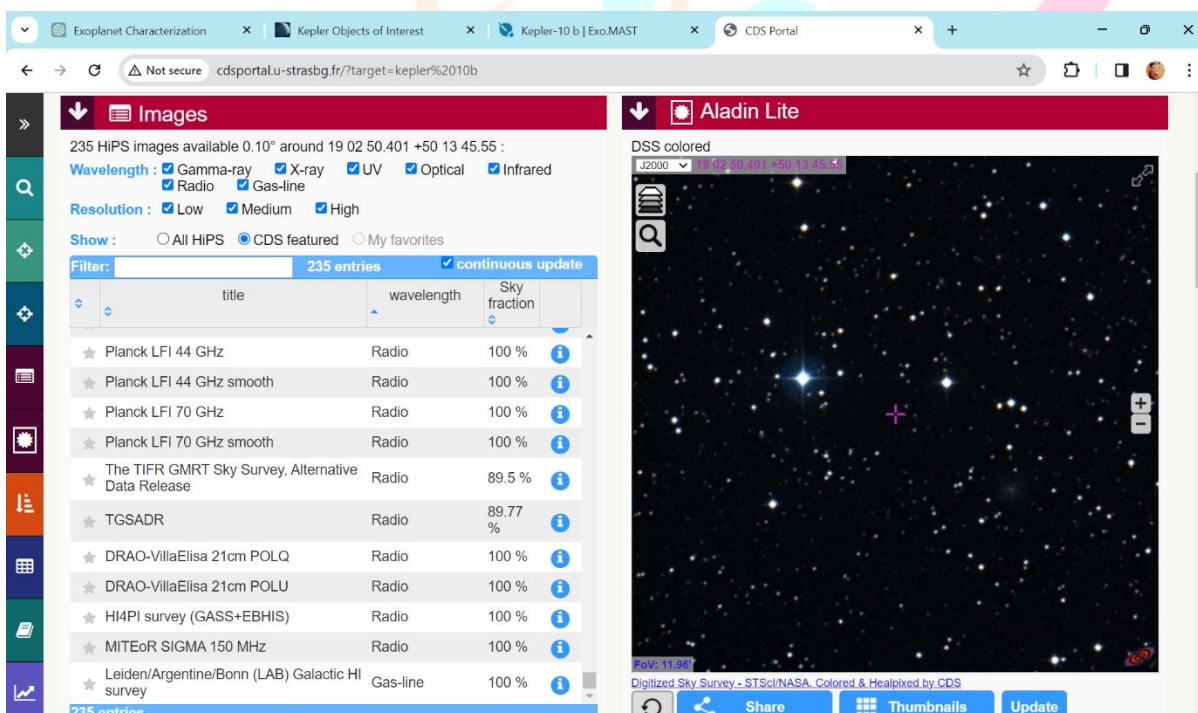 Exoplanet Characterization
Kepler Objects of Interest
Kepler-10 b | Exo.MAST
CDS Portal
Not secure
cdsportal.u-strasbg.fr/?target=kepler%2010b
Images
235 HiPS images available 0.10° around 19 02 50.401 +50 13 45.55 :
Wavelength : Gamma-ray X-ray UV Optical Infrared
Radio Gas-line
Resolution : Low Medium High
Show : All HiPS CDS featured My favorites
Filter: 235 entries continuous update
title wavelength Sky
fraction
Planck LFI 44 GHz Radio 100 %
Planck LFI 44 GHz smooth Radio 100 %
Planck LFI 70 GHz Radio 100 %
Planck LFI 70 GHz smooth Radio 100 %
The TIFR GMRT Sky Survey, Alternative
Data Release Radio 89.5 %
TGSADR Radio 89.77
%
DRAO-VillaElisa 21cm POLQ Radio 100 %
DRAO-VillaElisa 21cm POLU Radio 100 %
HI4PI survey (GASS+EBHIS) Radio 100 %
MITEoR SIGMA 150 MHz Radio 100 %
Leiden/Argentine/Bonn (LAB) Galactic HI
survey Gas-line 100 %
235 entries
Aladin Lite
DSS colored
J2000 19 02 50.401 +50 13 45.55
FoV: 11.96'
Digitized Sky Survey - STScI/NASA, Colored & Healpixed by CDS
Share Thumbnails Update